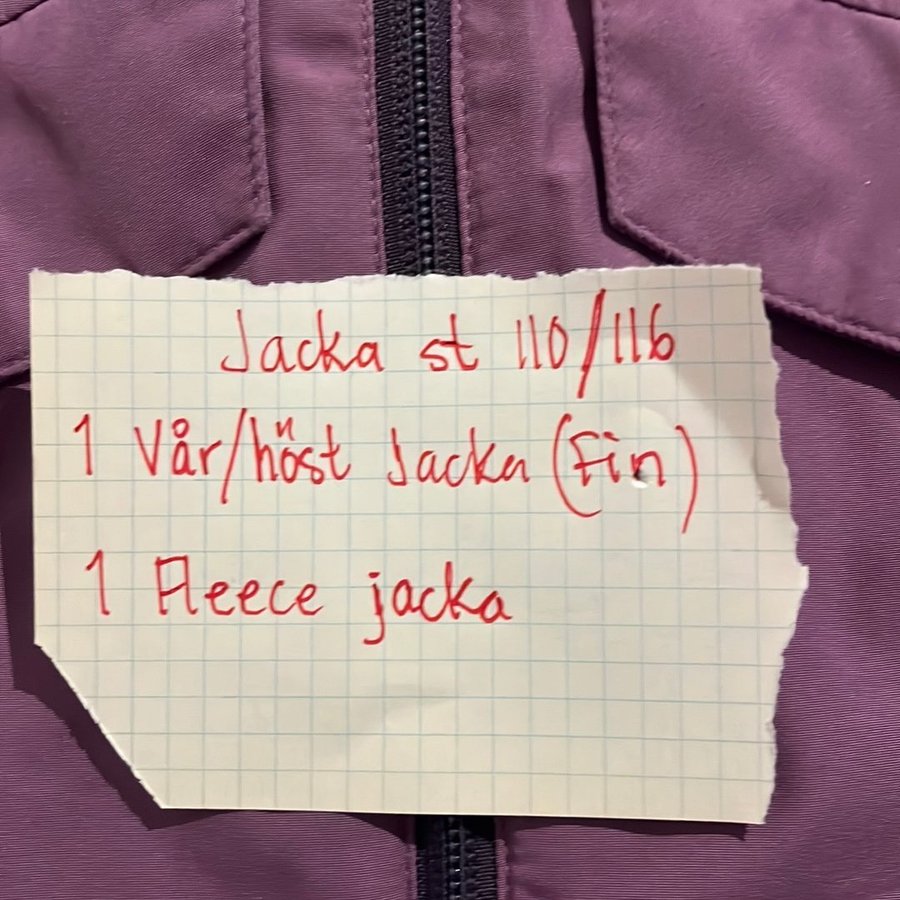 Jacka st 110/116
1 Vår/höst Jacka (Fin)
1 Fleece jacka